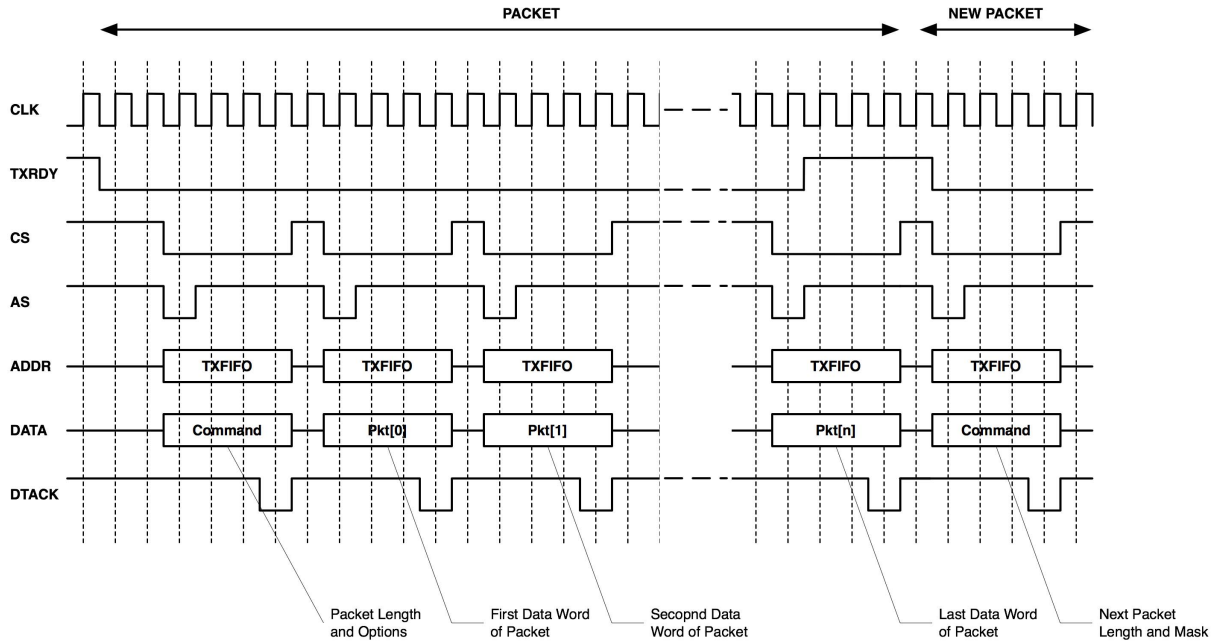 PACKET
NEW PACKET
CLK
TXRDY
CS
AS
ADDR
TXFIFO
TXFIFO
TXFIFO
TXFIFO
TXFIFO
DATA
Command
Pkt[0]
Pkt[1]
Pkt[n]
Command
DTACK
Packet Length
and Options
First Data Word
of Packet
Secopnd Data
Word of Packet
Last Data Word
of Packet
Next Packet
Length and Mask